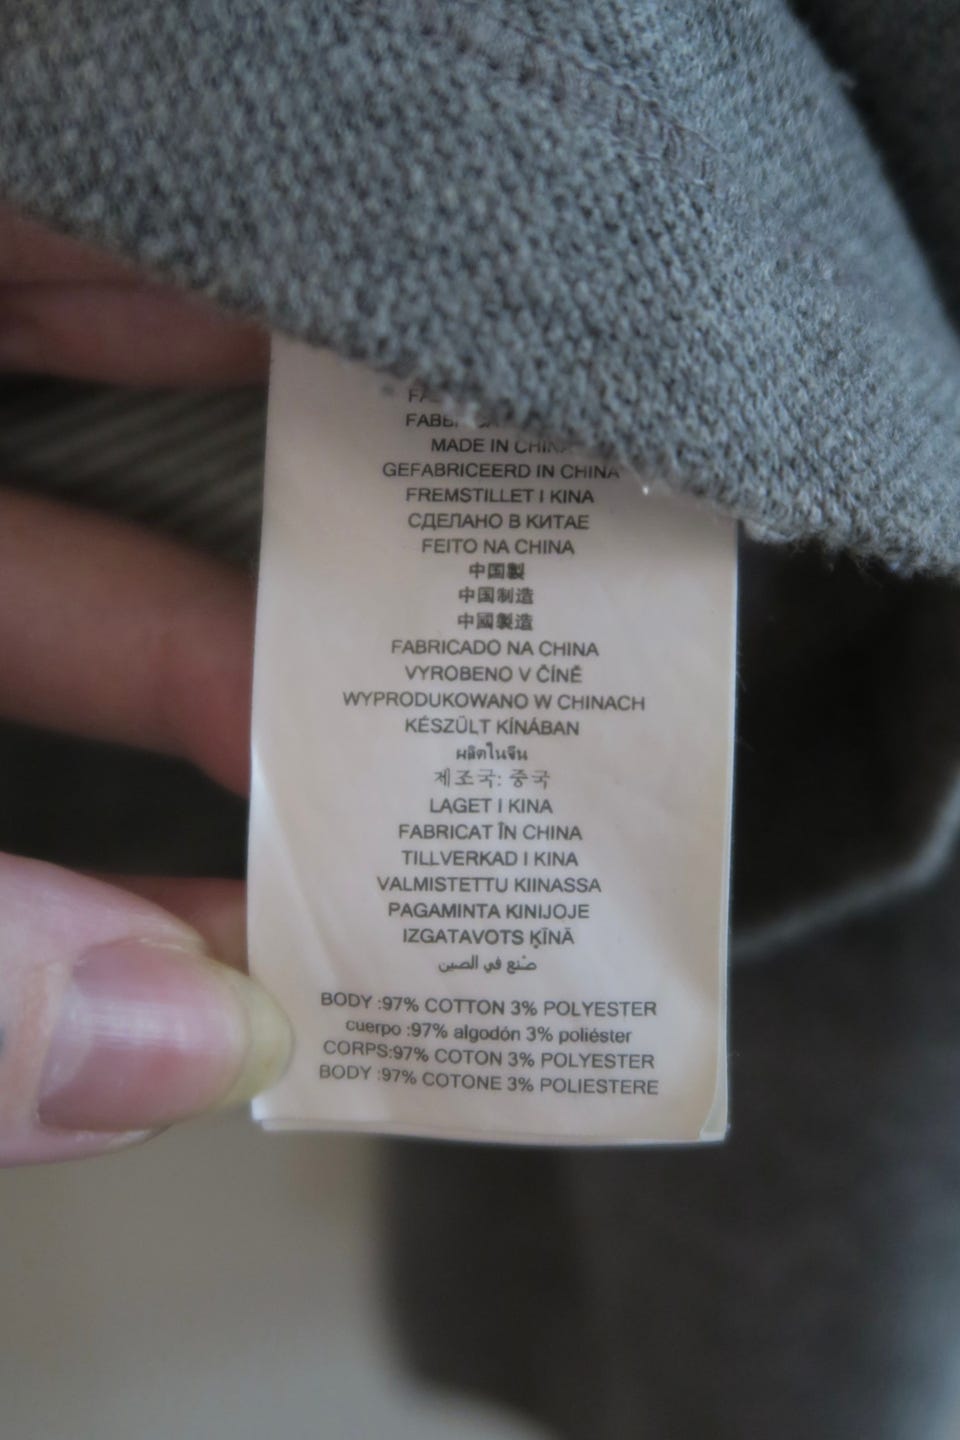 MADE IN CHINA
GEFABRICEERD IN CHINA
FREMSTILLET I KINA
СДЕЛАНО В КИТАЕ
FEITO NA CHINA
中国製
中国制造
中國製造
FABRICADO NA CHINA
VYROBENO V ČÍNĚ
WYPRODUKOWANO W CHINACH
KÉSZÜLT KÍNÁBAN
ผลิตในจีน
제조국: 중국
LAGET I KINA
FABRICAT ÎN CHINA
TILLVERKAD I KINA
VALMISTETTU KIINASSA
PAGAMINTA KINIJOJE
IZGATAVOTS ĶĪNĀ
صُنع في الصين
BODY :97% COTTON 3% POLYESTER
cuerpo :97% algodón 3% poliéster
CORPS:97% COTON 3% POLYESTER
BODY :97% COTONE 3% POLIESTERE